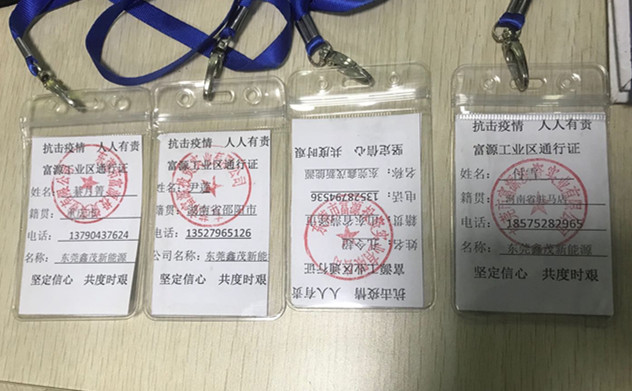 抗击疫情 人人有责
富源工业区通行证
姓名:
籍贯:
电话: 13790437624
名称: 东莞鑫茂新能源
坚定信心 共度时艰
抗击疫情 人人有责
富源工业区通行证
姓名: 尹莲
籍贯: 湖南省邵阳市
电话: 13527965126
公司名称: 东莞鑫茂新能源
坚定信心 共度时艰
抗击疫情 人人有责
富源工业区通行证
姓名:
籍贯:
电话: 13528794536
名称: 东莞鑫茂新能源
坚定信心 共度时艰
抗击疫情 人人有责
富源工业区通行证
姓名:
籍贯: 河南省驻马店
电话: 18575282965
名称: 东莞鑫茂新能源
坚定信心 共度时艰